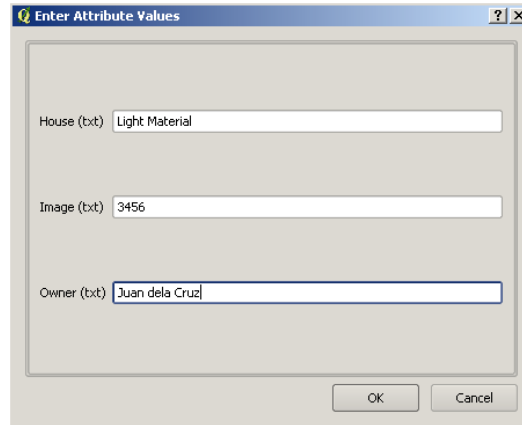 Enter Attribute Values
House (txt) Light Material
Image (txt) 3456
Owner (txt) Juan dela Cruz
OK Cancel